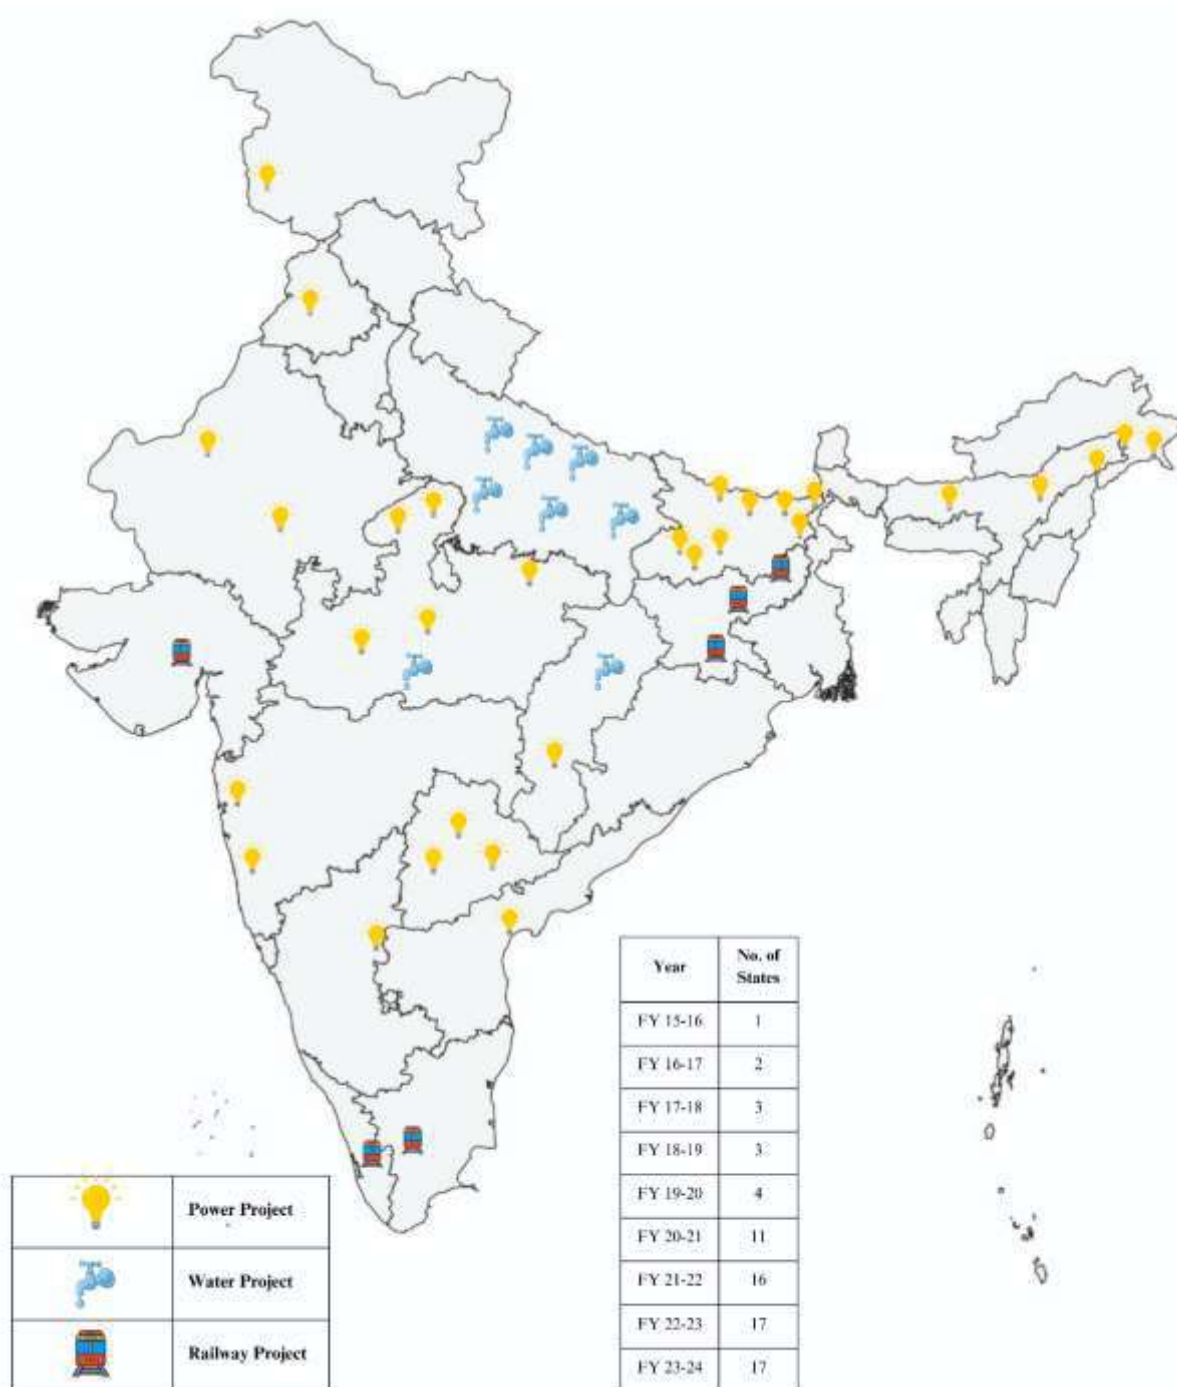 Year No. of
States
FY 15-16 1
FY 16-17 2
FY 17-18 3
FY 18-19 3
FY 19-20 4
FY 20-21 11
FY 21-22 16
FY 22-23 17
FY 23-24 17
Power Project
Water Project
Railway Project